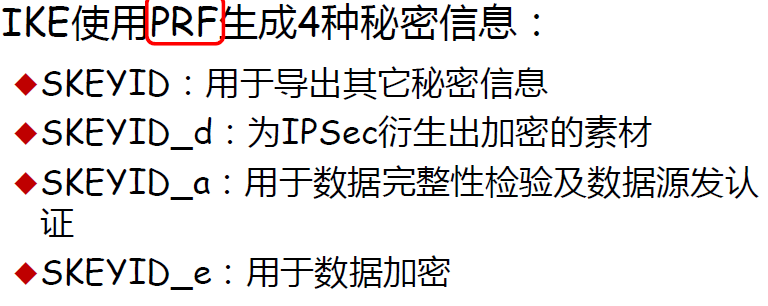 IKE使用PRF生成4种秘密信息：
◆SKEYID：用于导出其它秘密信息
◆SKEYID_d：为IPSec衍生出加密的素材
◆SKEYID_a：用于数据完整性检验及数据源发认
证
◆SKEYID_e：用于数据加密